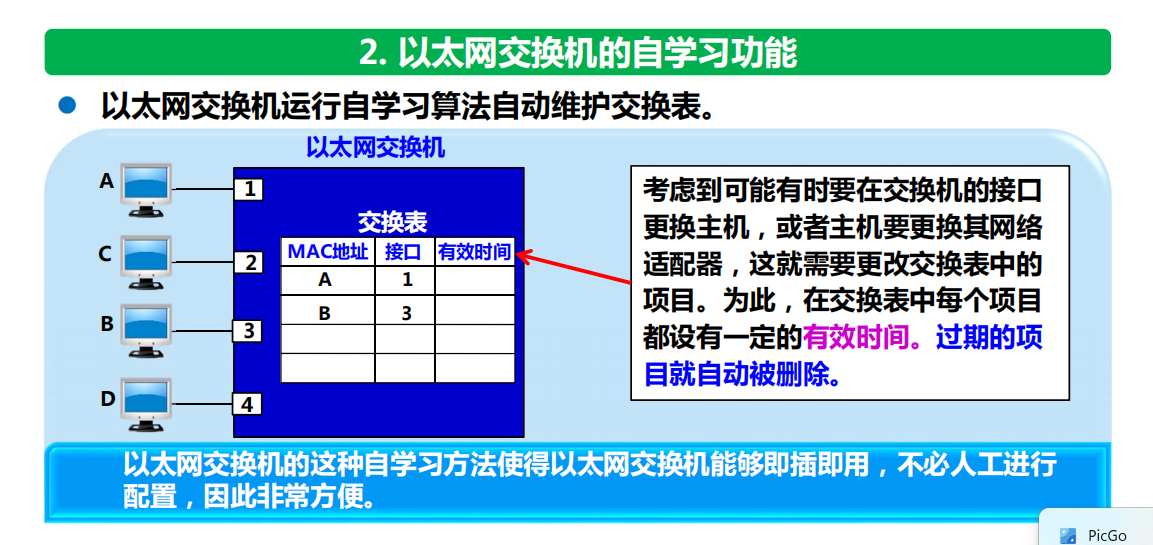 2. 以太网交换机的自学习功能
以太网交换机运行自学习算法自动维护交换表。
以太网交换机
A
1
交换表
MAC地址 接口 有效时间
A 1
B 3
C
2
B
3
D
4
考虑到可能有时要在交换机的接口
更换主机，或者主机要更换其网络
适配器，这就需要更改交换表中的
项目。为此，在交换表中每个项目
都设有一定的有效时间。过期的项
目就自动被删除。
以太网交换机的这种自学习方法使得以太网交换机能够即插即用，不必人工进行
配置，因此非常方便。
PicGo